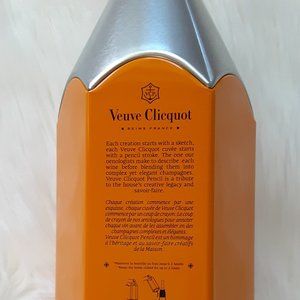 Veuve Clicquot
REIMS FRANCE
Each creation starts with a sketch,
each Veuve Clicquot cuvée starts
with a pencil stroke. The one our
oenologists make to describe each
wine before blending them into
complex yet elegant champagnes.
Veuve Clicquot Pencil is a tribute
to the house's creative legacy and
savoir-faire.
Chaque création commence par une
esquisse, chaque cuvée de Veuve Clicquot
commence par un coup de crayon. Le coup
de crayon de nos œnologues pour annoter
chaque vin avant de les assembler en des
champagnes complexes et élégants.
Veuve Clicquot Pencil est un hommage
à l'héritage et au savoir-faire créatifs
de la Maison.